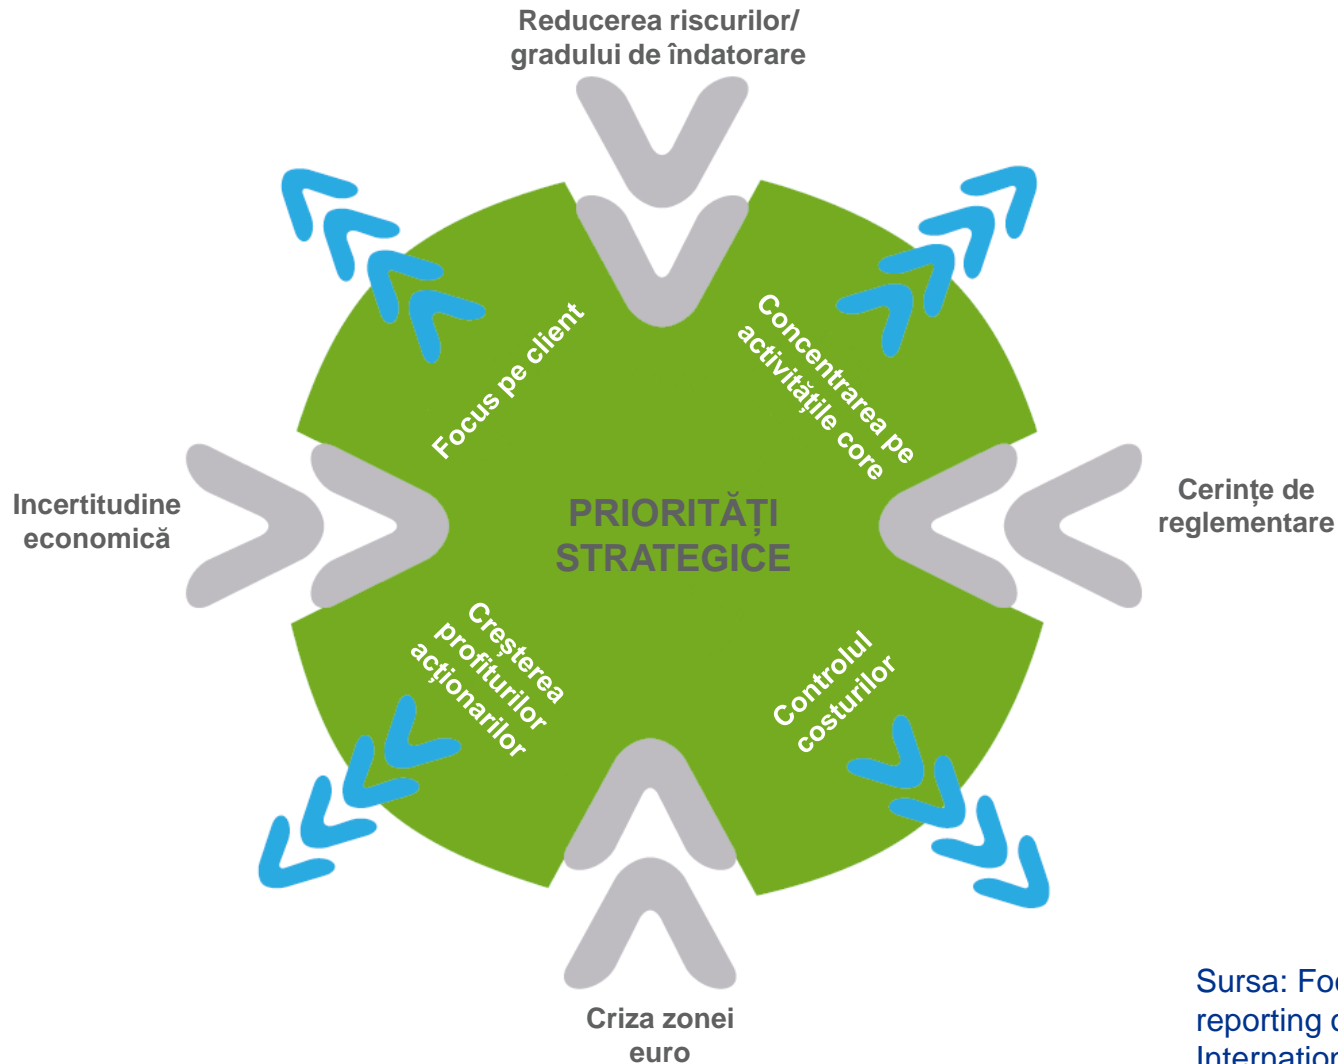 Reducerea riscurilor/
gradului de îndatorare
Focus pe client
Concentrarea pe
activitățile core
Incertitudine
economică
PRIORITĂȚI
STRATEGICE
Cerințe de
reglementare
Creșterea
profiturilor
acționarilor
Controlul
costurilor
Criza zonei
euro
Sursa:
reporting